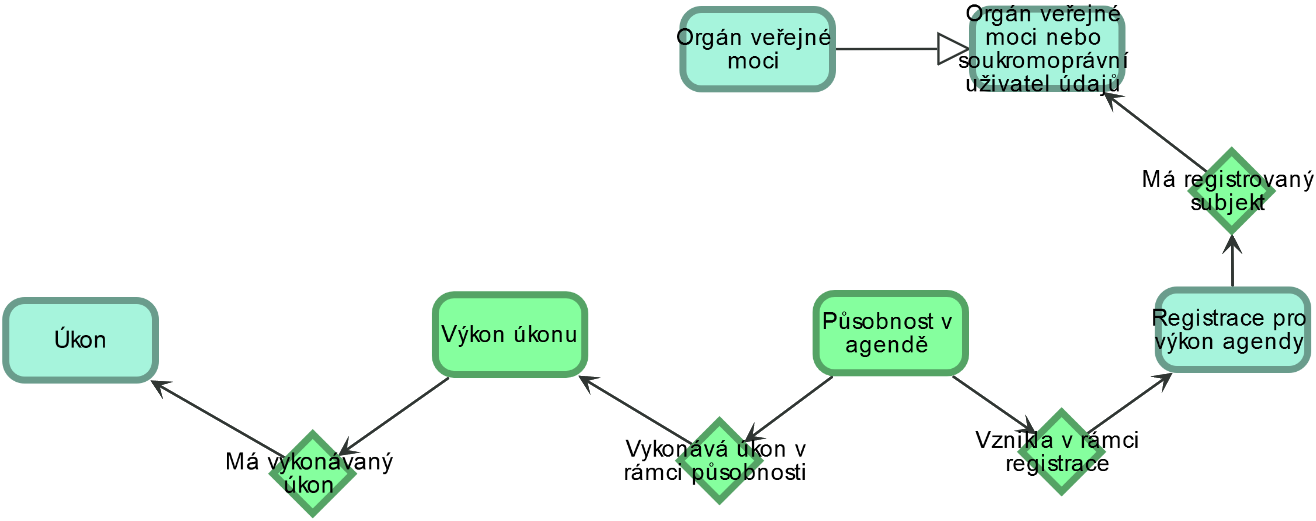 Orgán veřejné
moci
Orgán veřejné
moci nebo
soukromoprávní
uživatel údajů
Má registrovaný
subjekt
Úkon
Výkon úkonu
Působnost v
agendě
Registrace pro
výkon agendy
Má vykonávaný
úkon
Vykonává úkon v
rámci působnosti
Vznikla v rámci
registrace